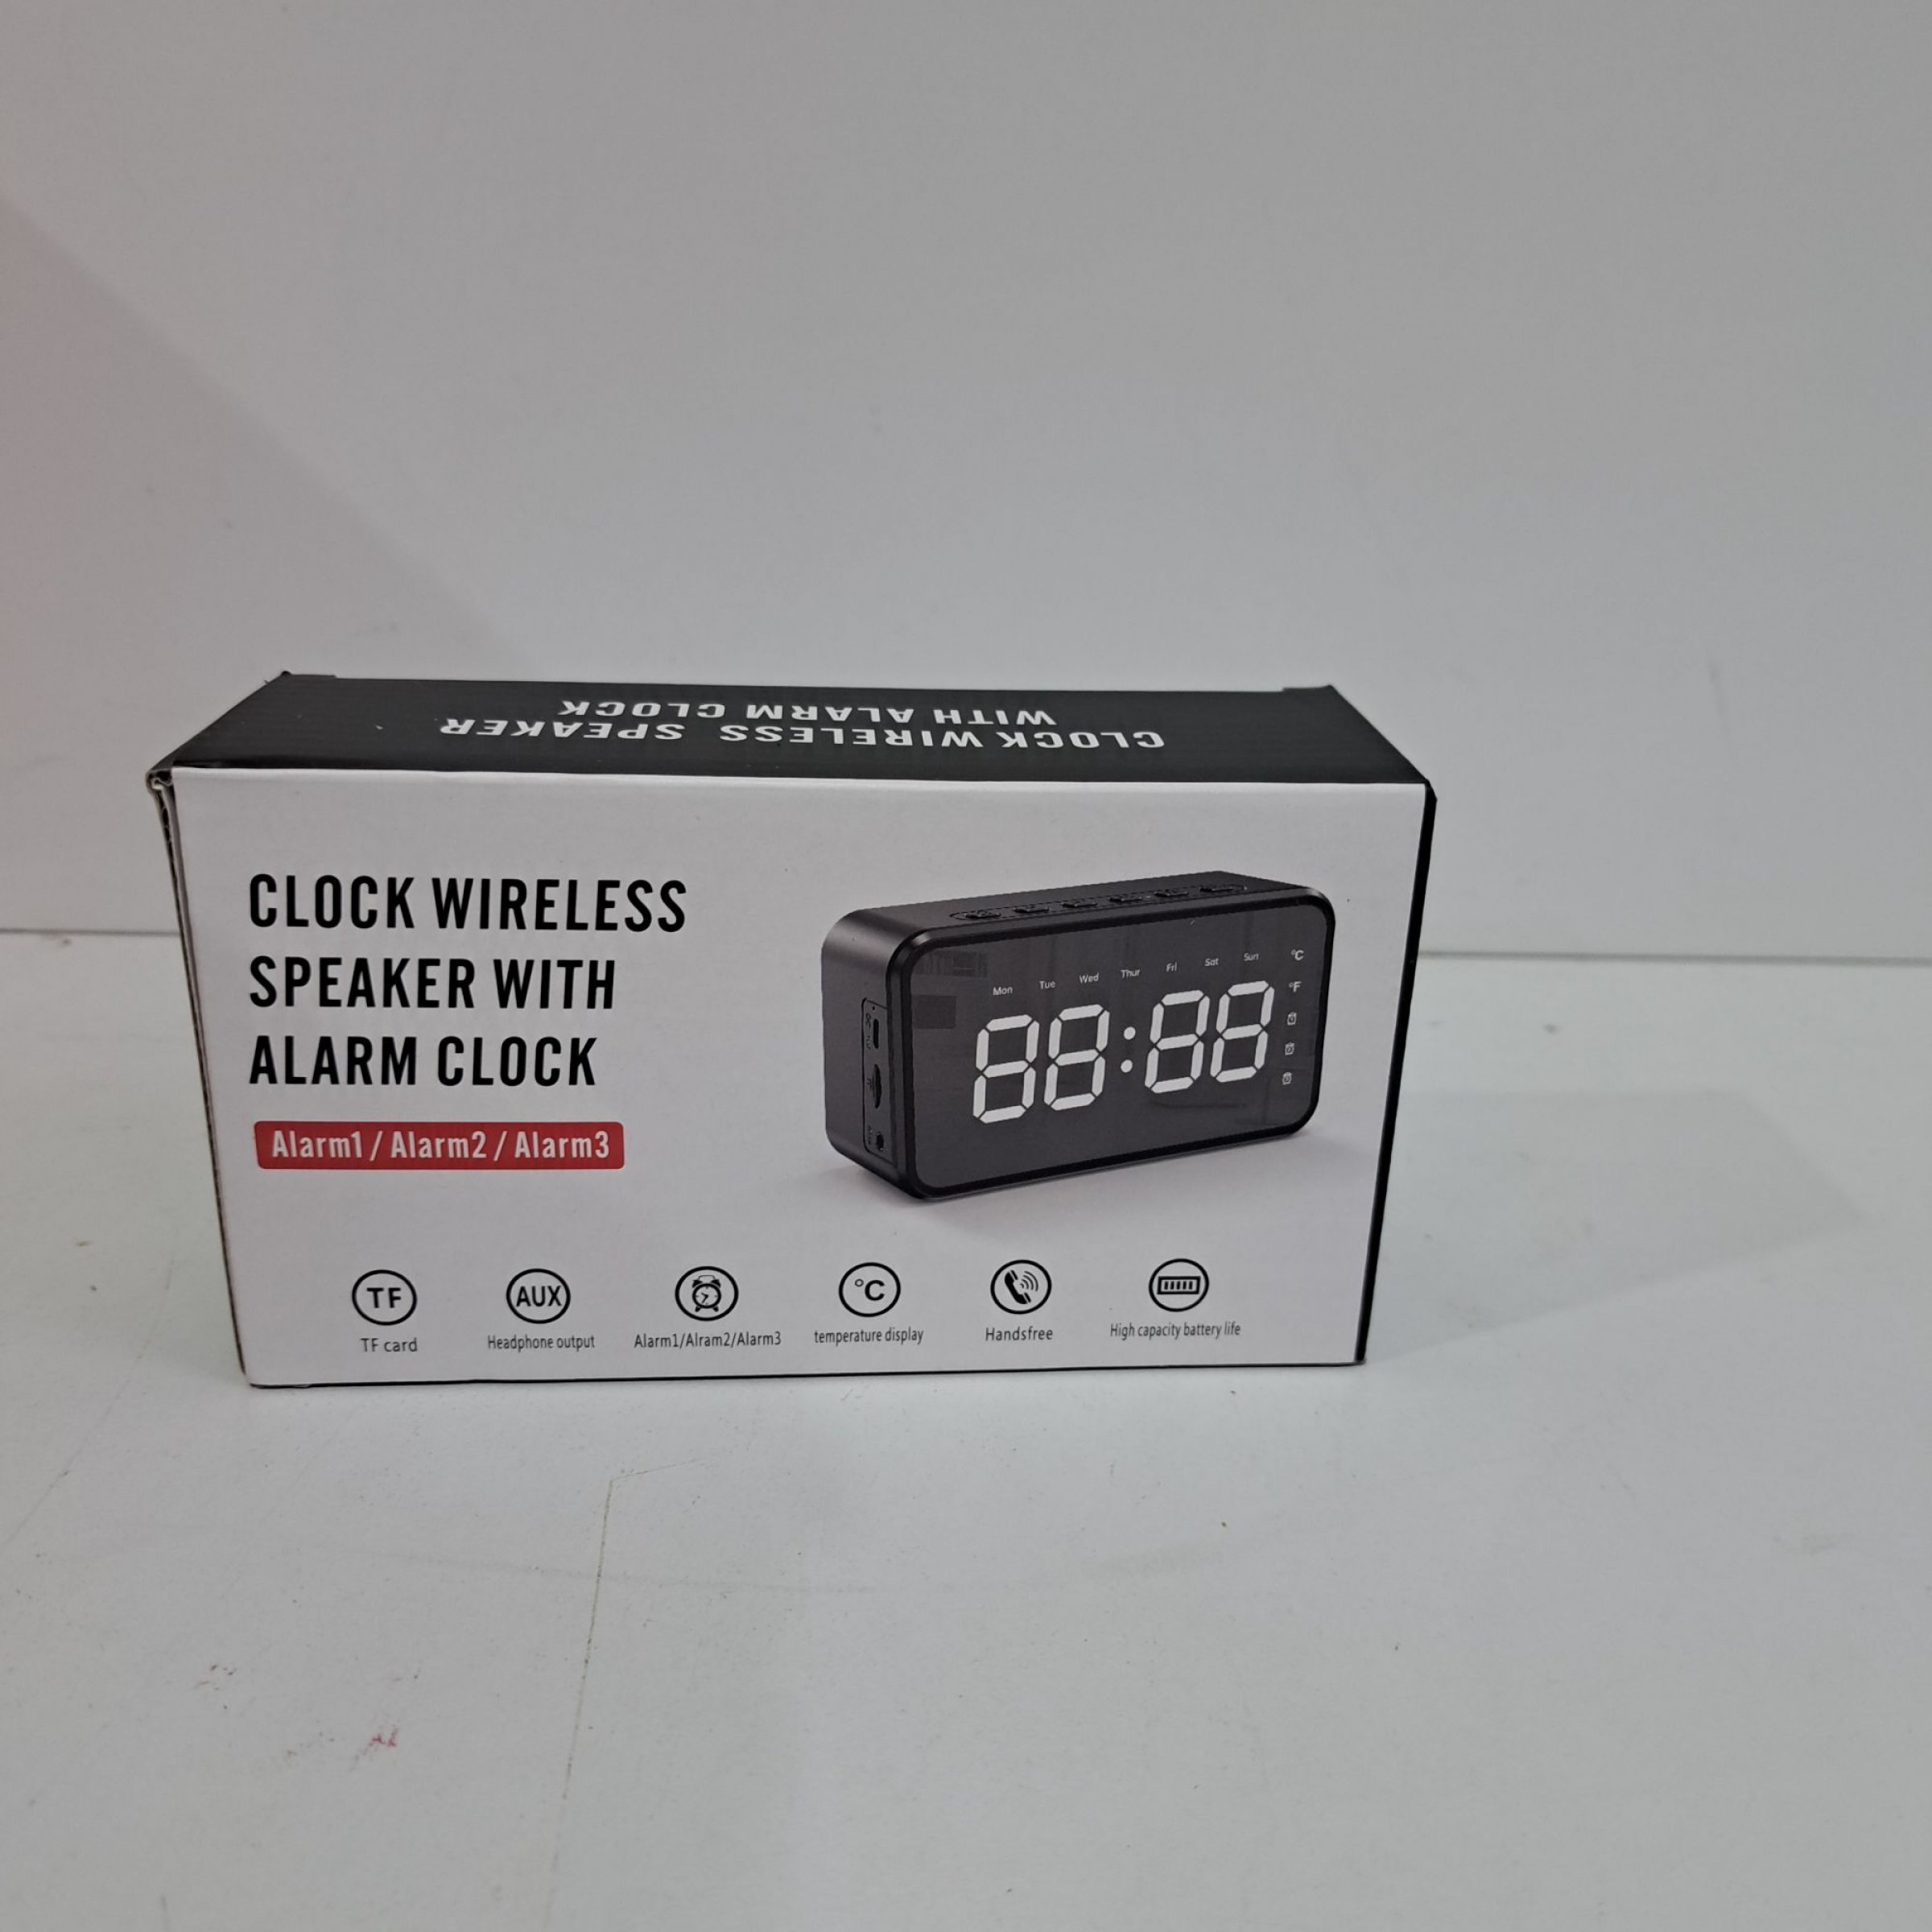 CLOCK WIRELESS SPEAKER
WITH ALARM CLOCK
CLOCK WIRELESS
SPEAKER WITH
ALARM CLOCK
Alarm1 / Alarm2 / Alarm3
Mon Tue Wed Thur Fri Sat Sun °C
°F
88:88
TF
AUX
°C
TF card
Headphone output
Alarm1/Alram2/Alarm3
temperature display
Handsfree
High capacity battery life